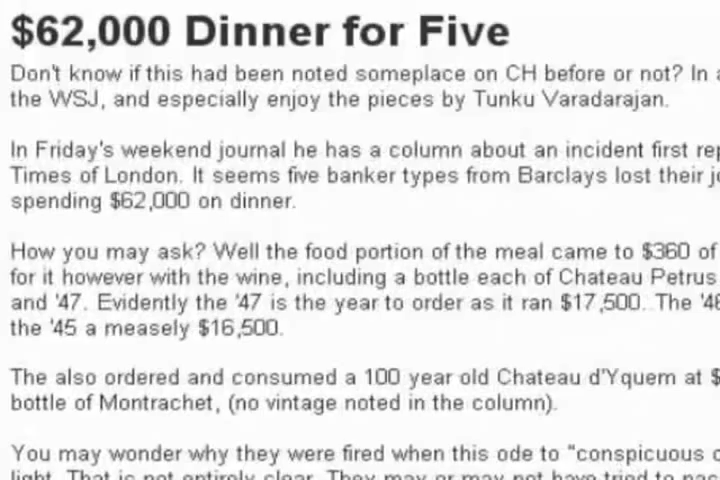 $62,000 Dinner for Five
Don't know if this had been noted someplace on CH before or not? In
the WSJ, and especially enjoy the pieces by Tunku Varadarajan.
In Friday's weekend journal he has a column about an incident first
Times of London. It seems five banker types from Barclays lost their
spending $62,000 on dinner.
How you may ask? Well the food portion of the meal came to $360 of
for it however with the wine, including a bottle each of Chateau Petrus
and '47. Evidently the '47 is the year to order as it ran $17,500. The
the '45 a measely $16,500.
The also ordered and consumed a 100 year old Chateau d'Yquem at $
bottle of Montrachet, (no vintage noted in the column).
You may wonder why they were fired when this ode to "conspicuous
light. That is not entirely clear. They may or may not have tried to